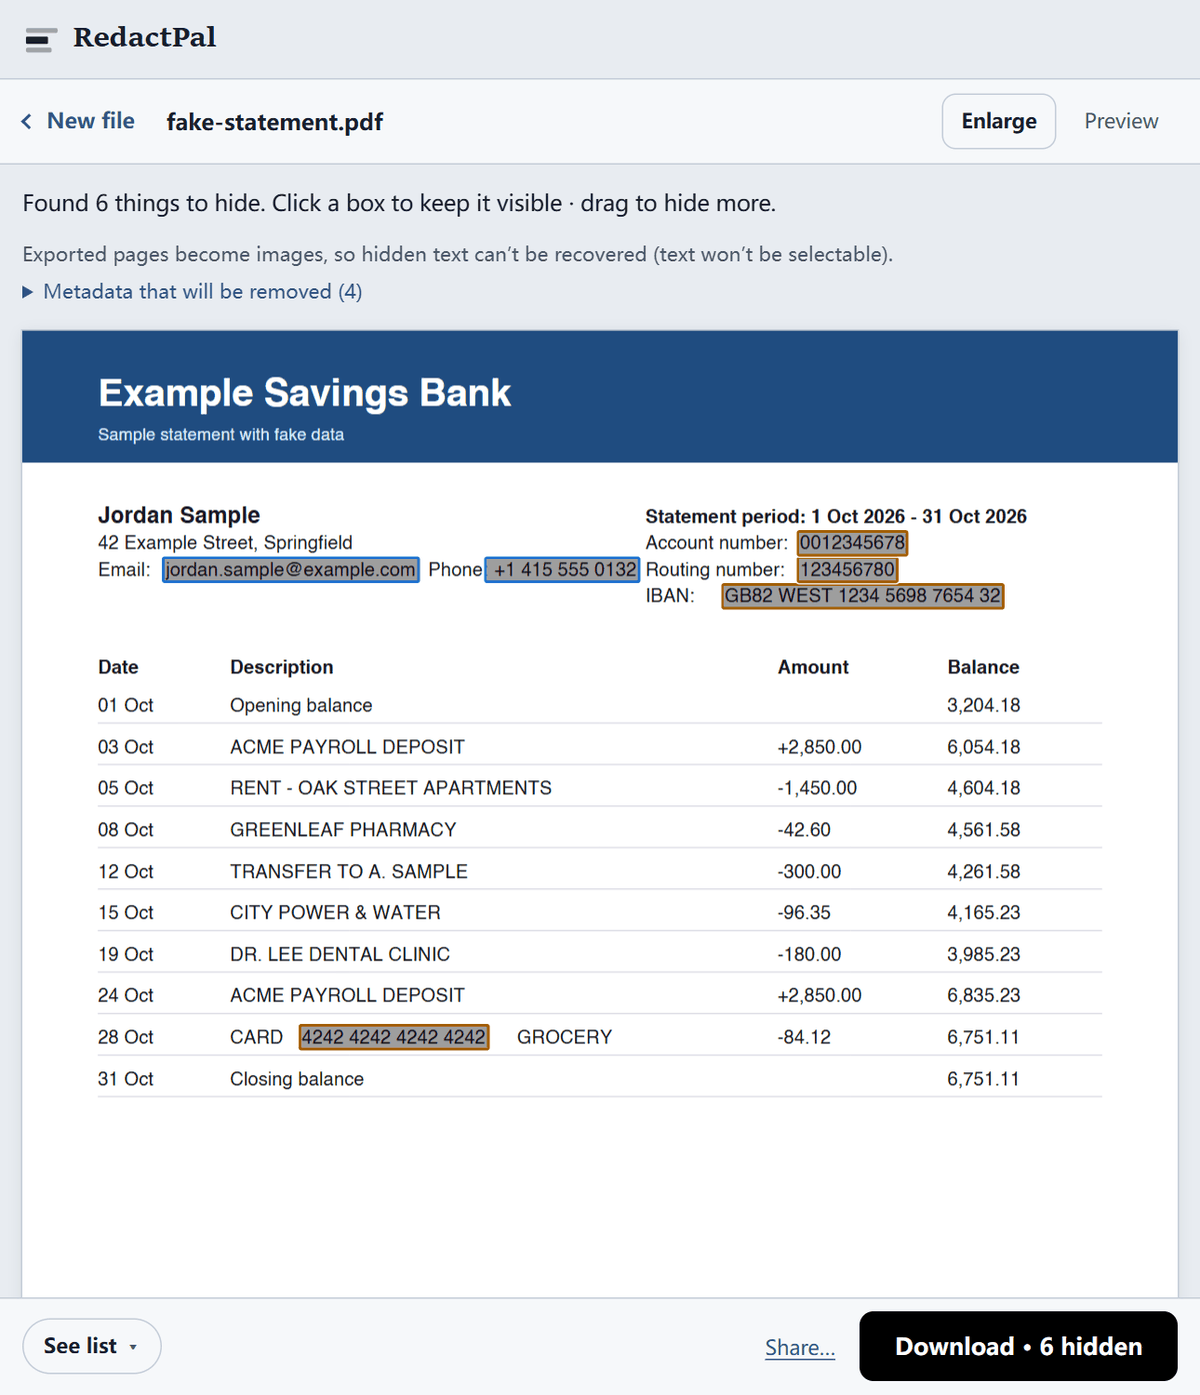 RedactPal
New file fake-statement.pdf Enlarge Preview
Found 6 things to hide. Click a box to keep it visible · drag to hide more.
Exported pages become images, so hidden text can’t be recovered (text won’t be selectable).
Metadata that will be removed (4)
Example Savings Bank
Sample statement with fake data
Jordan Sample
42 Example Street, Springfield
Email: jordan.sample@example.com Phone +1 415 555 0132
Statement period: 1 Oct 2026 - 31 Oct 2026
Account number: 0012345678
Routing number: 123456780
IBAN: GB82 WEST 1234 5698 7654 32
Date Description Amount Balance
01 Oct Opening balance 3,204.18
03 Oct ACME PAYROLL DEPOSIT +2,850.00 6,054.18
05 Oct RENT - OAK STREET APARTMENTS -1,450.00 4,604.18
08 Oct GREENLEAF PHARMACY -42.60 4,561.58
12 Oct TRANSFER TO A. SAMPLE -300.00 4,261.58
15 Oct CITY POWER & WATER -96.35 4,165.23
19 Oct DR. LEE DENTAL CLINIC -180.00 3,985.23
24 Oct ACME PAYROLL DEPOSIT +2,850.00 6,835.23
28 Oct CARD 4242 4242 4242 4242 GROCERY -84.12 6,751.11
31 Oct Closing balance 6,751.11
See list Share... Download • 6 hidden